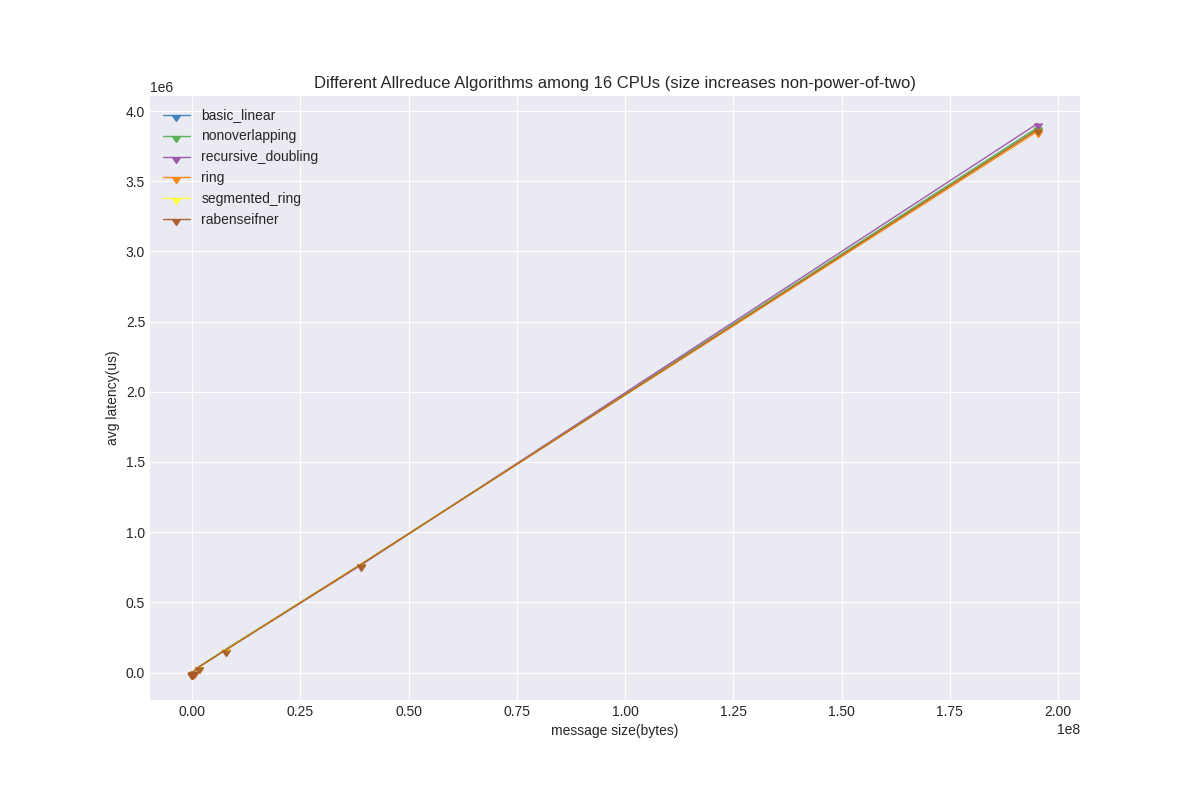 Different Allreduce Algorithms among 16 CPUs (size increases non-power-of-two)
1e6
4.0
3.5
3.0
2.5
2.0
1.5
1.0
0.5
0.0
avg latency(us)
basic_linear
nonoverlapping
recursive_doubling
ring
segmented_ring
rabenseifner
0.00 0.25 0.50 0.75 1.00 1.25 1.50 1.75 2.00
message size(bytes)
1e8